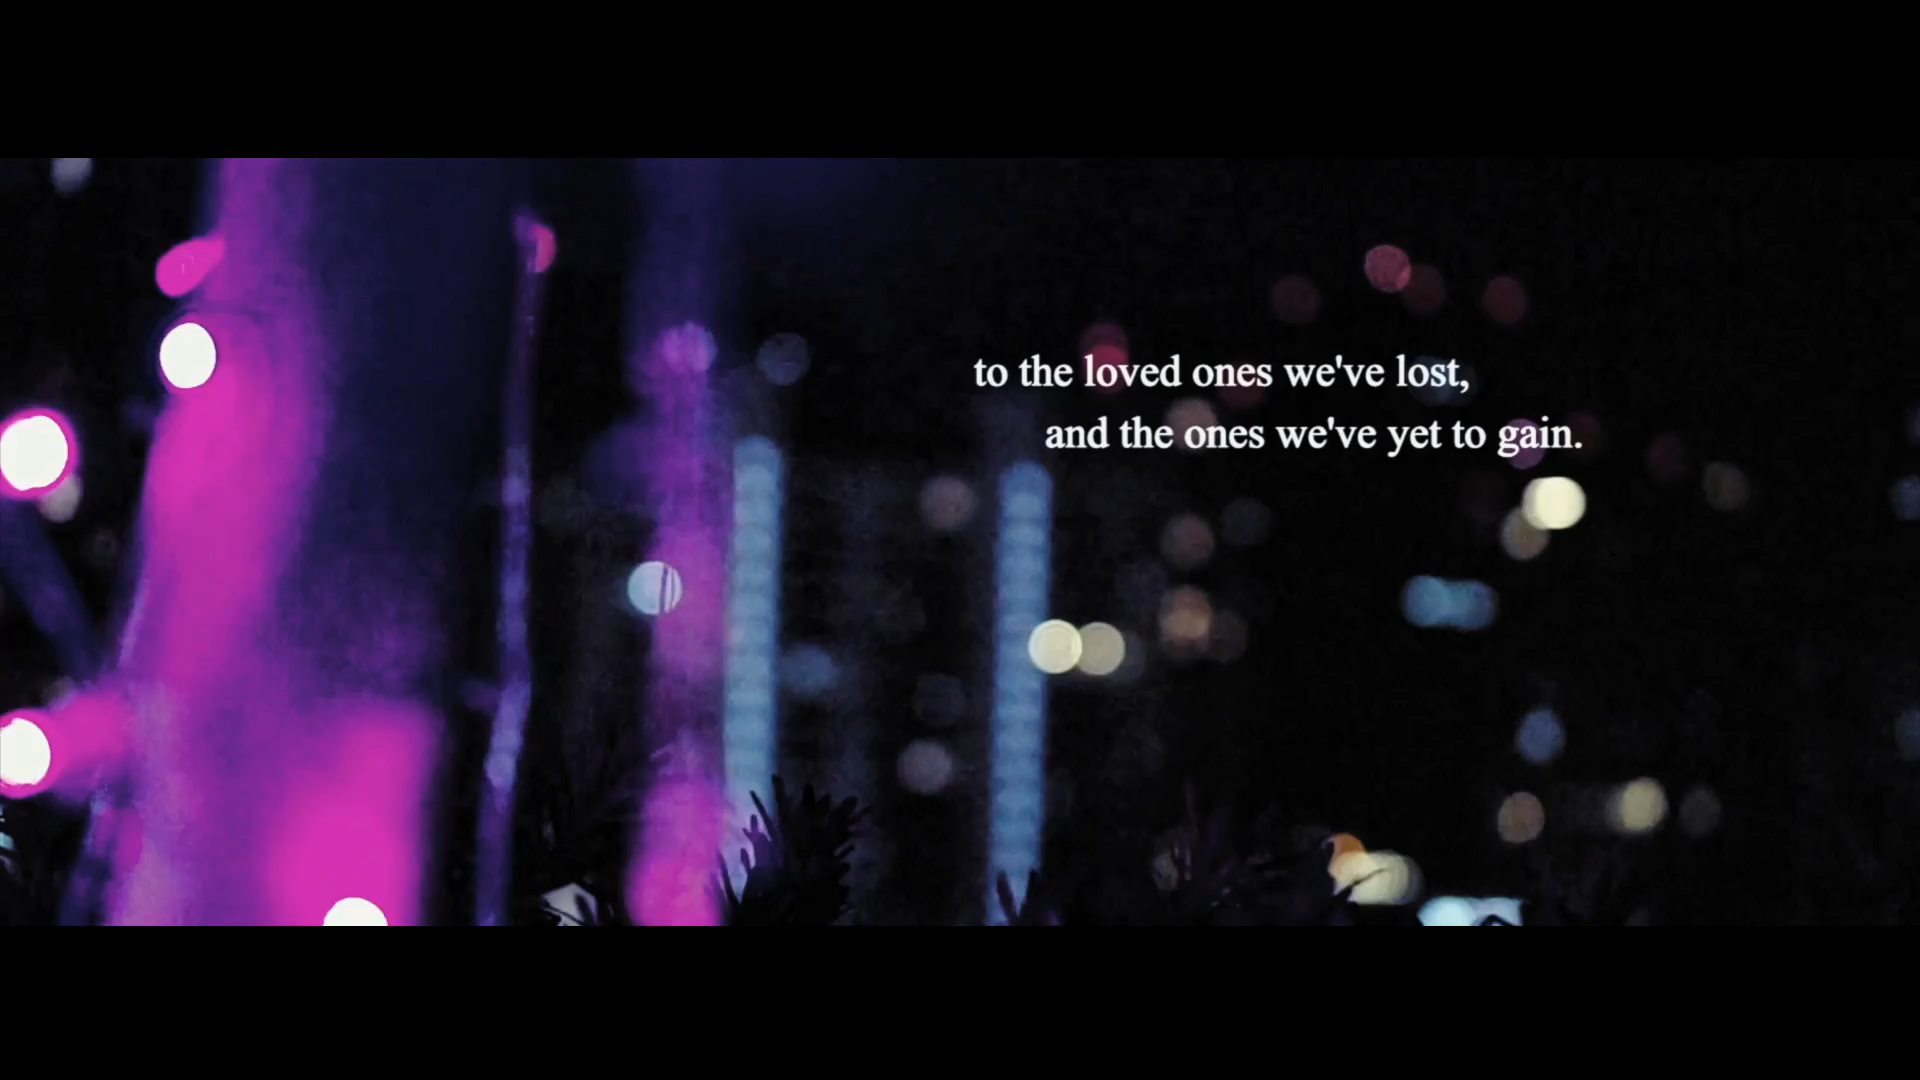 to the loved ones we've lost,
and the ones we've yet to gain.